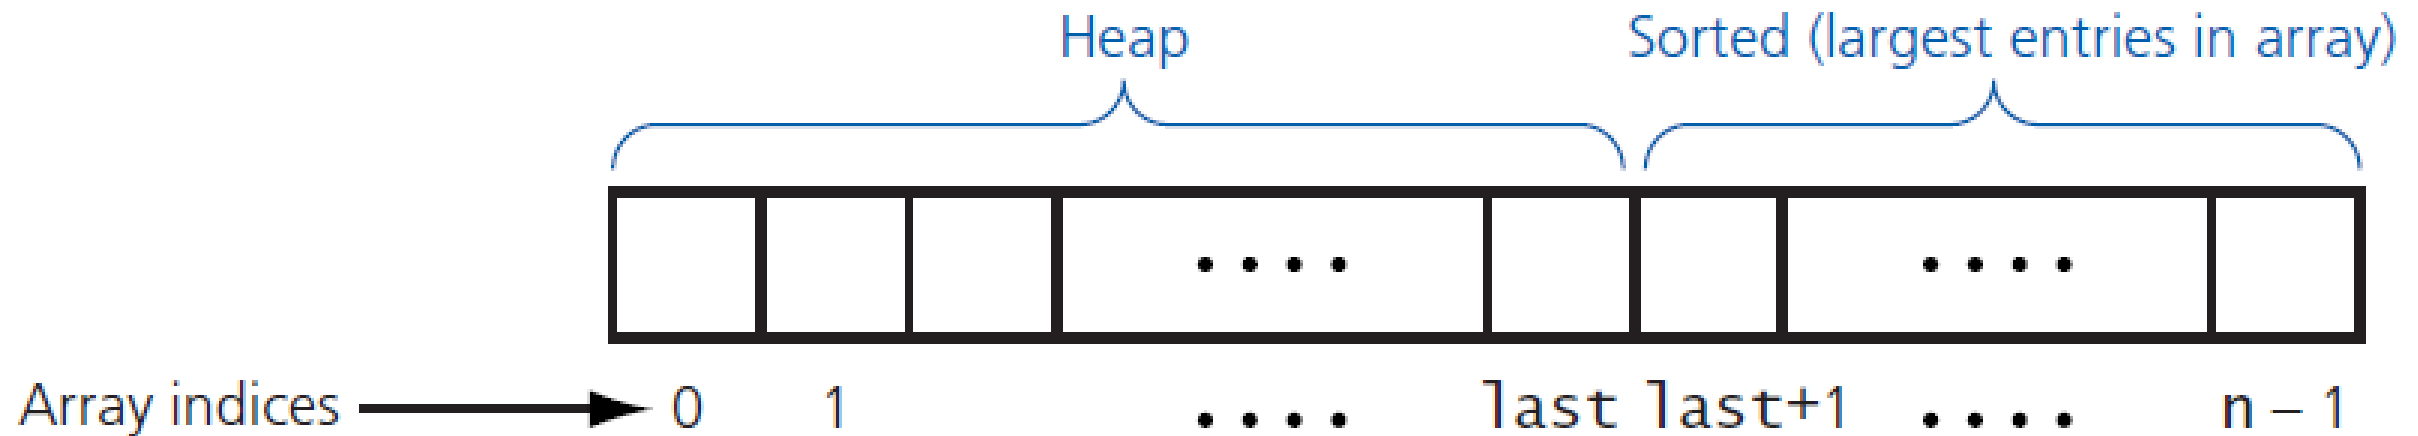 Heap Sorted (largest entries in array)
. . . . . . . .
Array indices 0 1 . . . . last last+1 . . . . n – 1